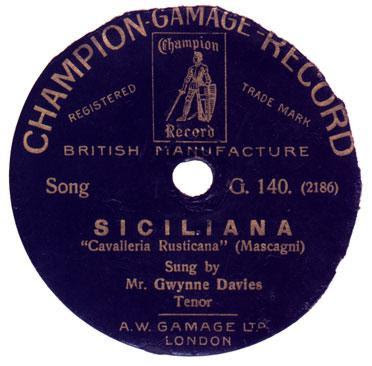 CHAMPION-GAMAGE-RECORD
Champion
REGISTERED TRADE MARK
Record
BRITISH MANUFACTURE
Song G. 140. (2186)
SICILIANA
"Cavalleria Rusticana" (Mascagni)
Sung by
Mr. Gwynne Davies
Tenor
A.W. GAMAGE LTD.
LONDON